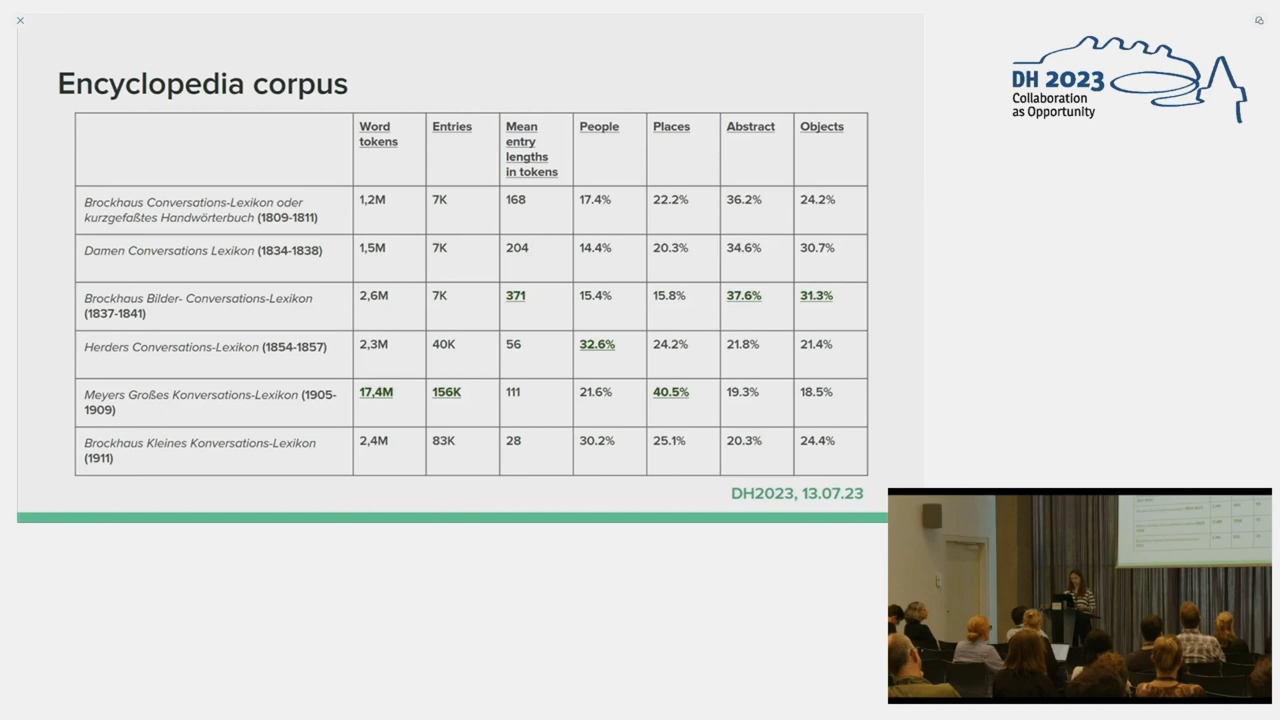 Encyclopedia corpus
Word tokens
Entries
Mean entry lengths in tokens
People
Places
Abstract
Objects
Brockhaus Conversations-Lexikon oder kurzgefaßtes Handwörterbuch (1809-1811) 1,2M 7K 168 17.4% 22.2% 36.2% 24.2%
Damen Conversations Lexikon (1834-1838) 1,5M 7K 204 14.4% 20.3% 34.6% 30.7%
Brockhaus Bilder- Conversations-Lexikon (1837-1841) 2,6M 7K 371 15.4% 15.8% 37.6% 31.3%
Herders Conversations-Lexikon (1854-1857) 2,3M 40K 56 32.6% 24.2% 21.8% 21.4%
Meyers Großes Konversations-Lexikon (1905-1909) 17,4M 156K 111 21.6% 40.5% 19.3% 18.5%
Brockhaus Kleines Konversations-Lexikon (1911) 2,4M 83K 28 30.2% 25.1% 20.3% 24.4%
DH2023, 13.07.23
DH 2023
Collaboration
as Opportunity